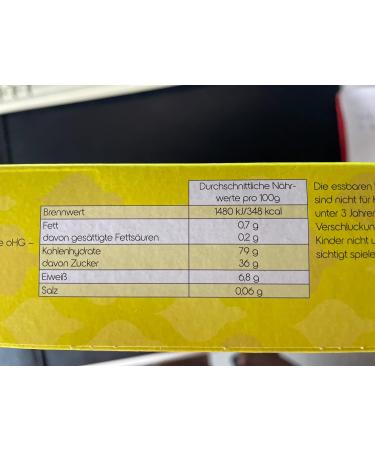 Durchschnittliche Nähr-
werte pro 100g
Brennwert 1480 kJ/348 kcal
Fett 0,7 g
davon gesättigte Fettsäuren 0,2 g
Kohlenhydrate 79 g
davon Zucker 36 g
Eiweiß 6,8 g
Salz 0,06 g
e oHG –
Die essbaren
sind nicht für
unter 3 Jahren
Verschluckun
Kinder nicht u
sichtigt spiele